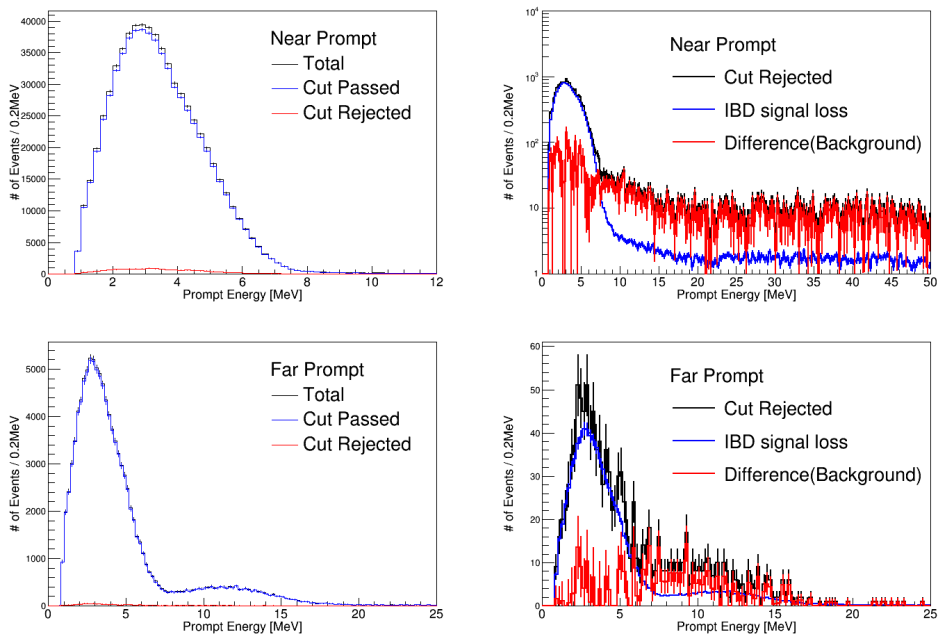 Near Prompt
Total
Cut Passed
Cut Rejected
# of Events / 0.2MeV
40000
35000
30000
25000
20000
15000
10000
5000
0
0 2 4 6 8 10 12
Prompt Energy [MeV]
Near Prompt
Cut Rejected
IBD signal loss
Difference(Background)
# of Events / 0.2MeV
10^4
10^3
10^2
10
1
0 5 10 15 20 25 30 35 40 45 50
Prompt Energy [MeV]
Far Prompt
Total
Cut Passed
Cut Rejected
# of Events / 0.2MeV
5000
4000
3000
2000
1000
0
0 5 10 15 20 25
Prompt Energy [MeV]
Far Prompt
Cut Rejected
IBD signal loss
Difference(Background)
# of Events / 0.2MeV
60
50
40
30
20
10
0
0 5 10 15 20 25
Prompt Energy [MeV]